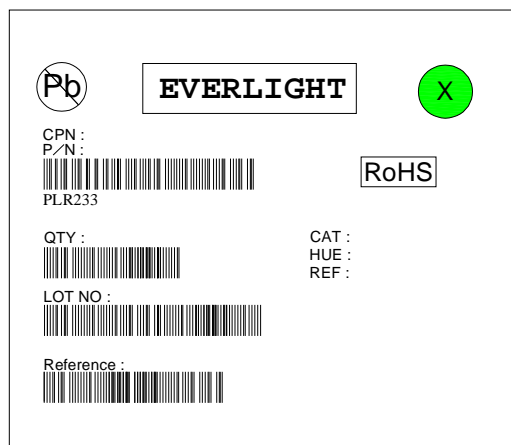 Pb
EVERLIGHT
X
CPN :
P/N :
RoHS
PLR233
QTY :
CAT :
HUE :
REF :
LOT NO :
Reference :